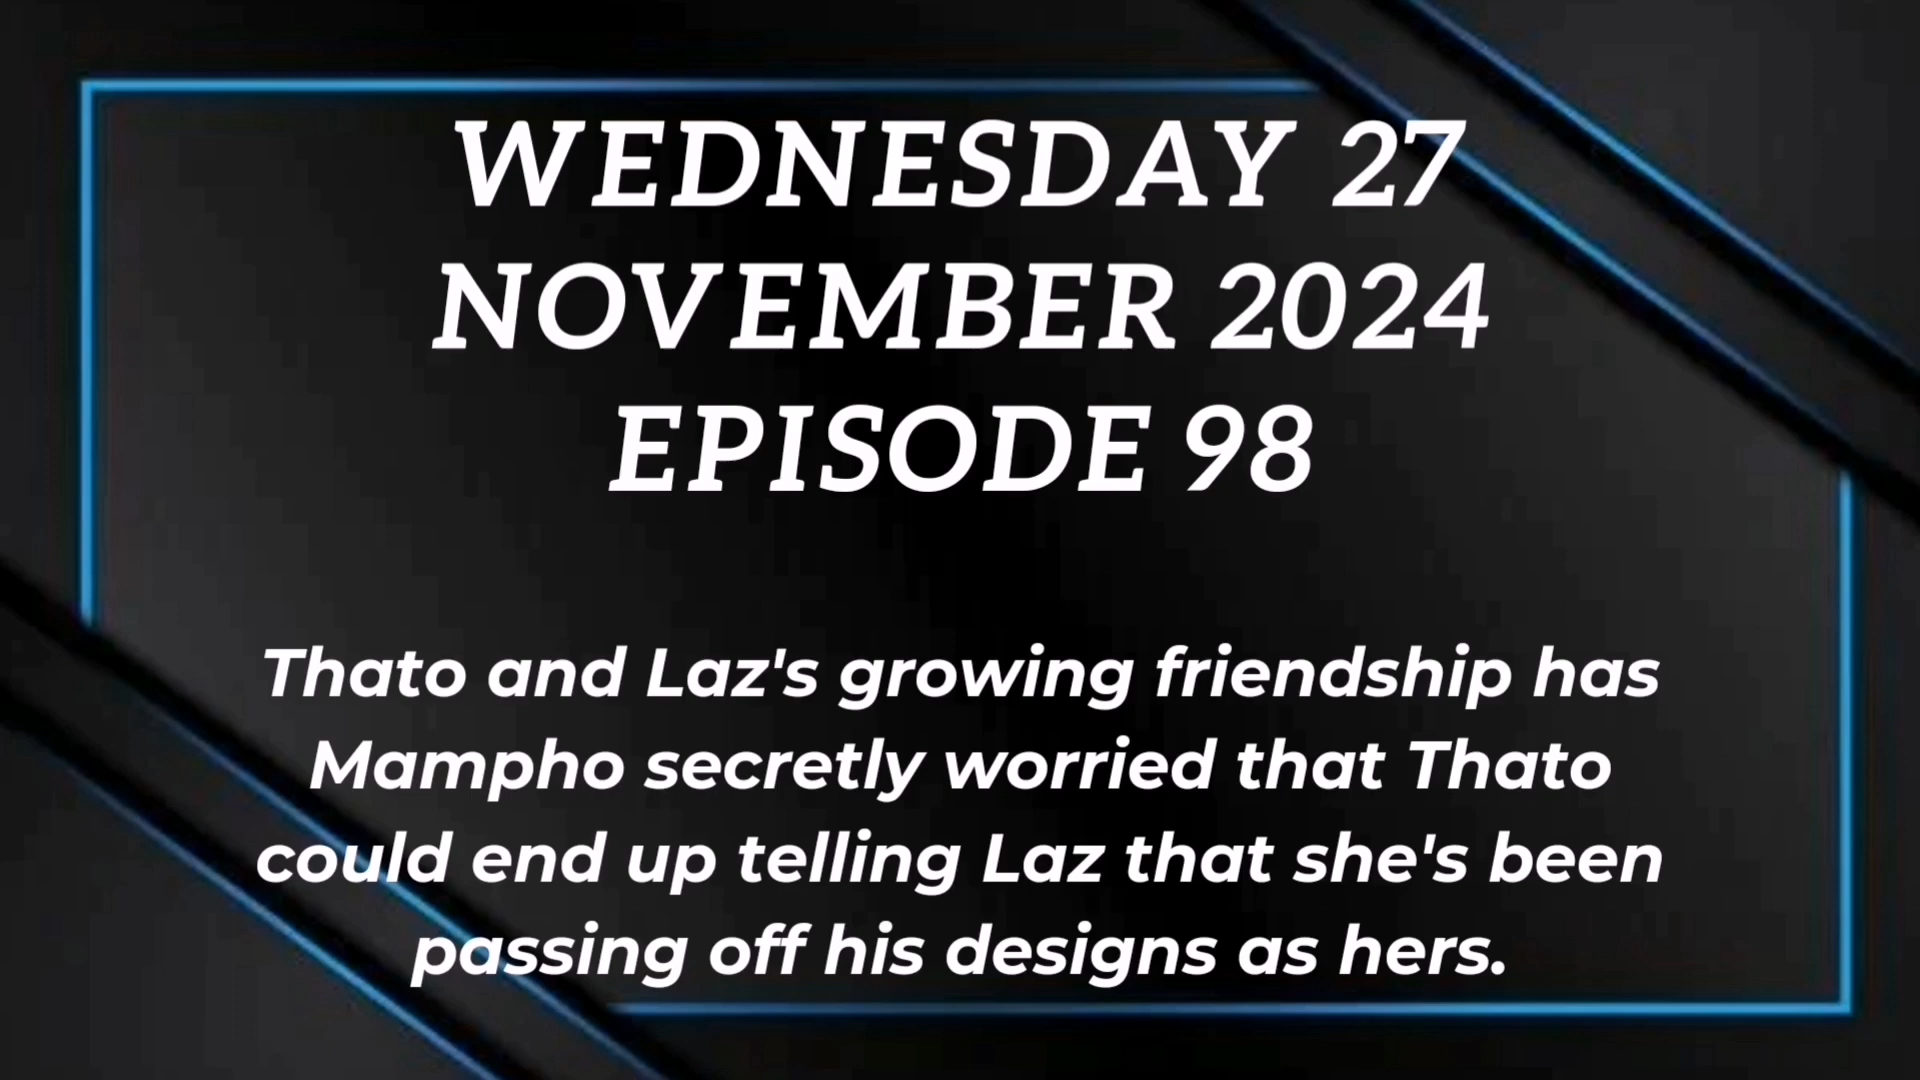 WEDNESDAY 27
NOVEMBER 2024
EPISODE 98
Thato and Laz's growing friendship has
Mampho secretly worried that Thato
could end up telling Laz that she's been
passing off his designs as hers.